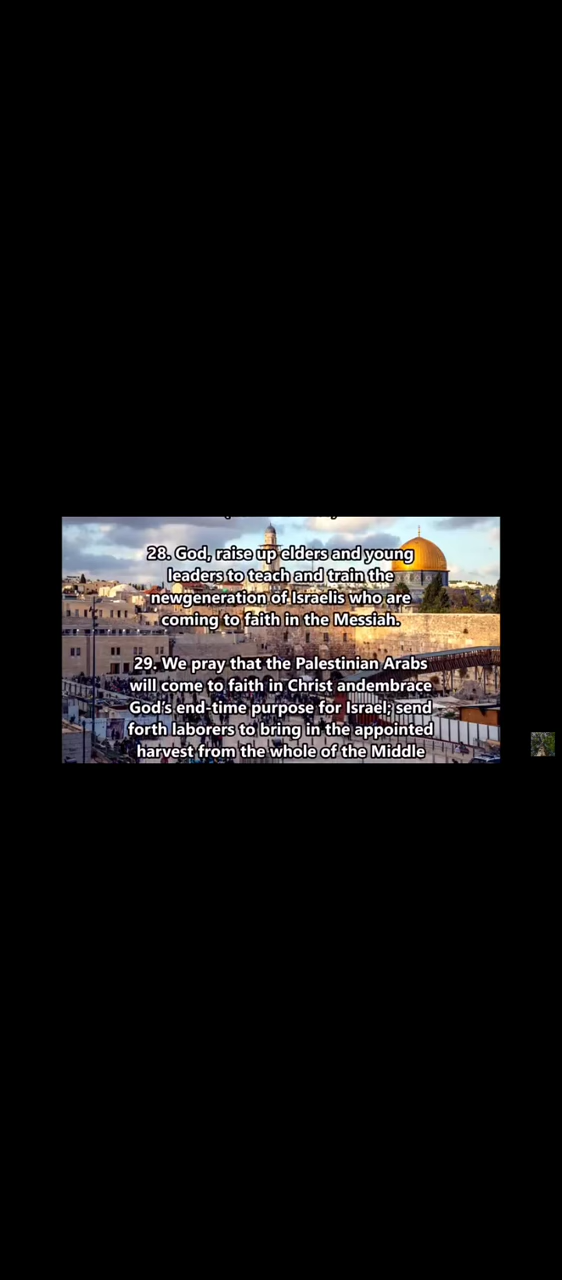 28. God, raise up elders and young
leaders to teach and train the
newgeneration of Israelis who are
coming to faith in the Messiah.
29. We pray that the Palestinian Arabs
will come to faith in Christ andembrace
God's end-time purpose for Israel; send
forth laborers to bring in the appointed
harvest from the whole of the Middle